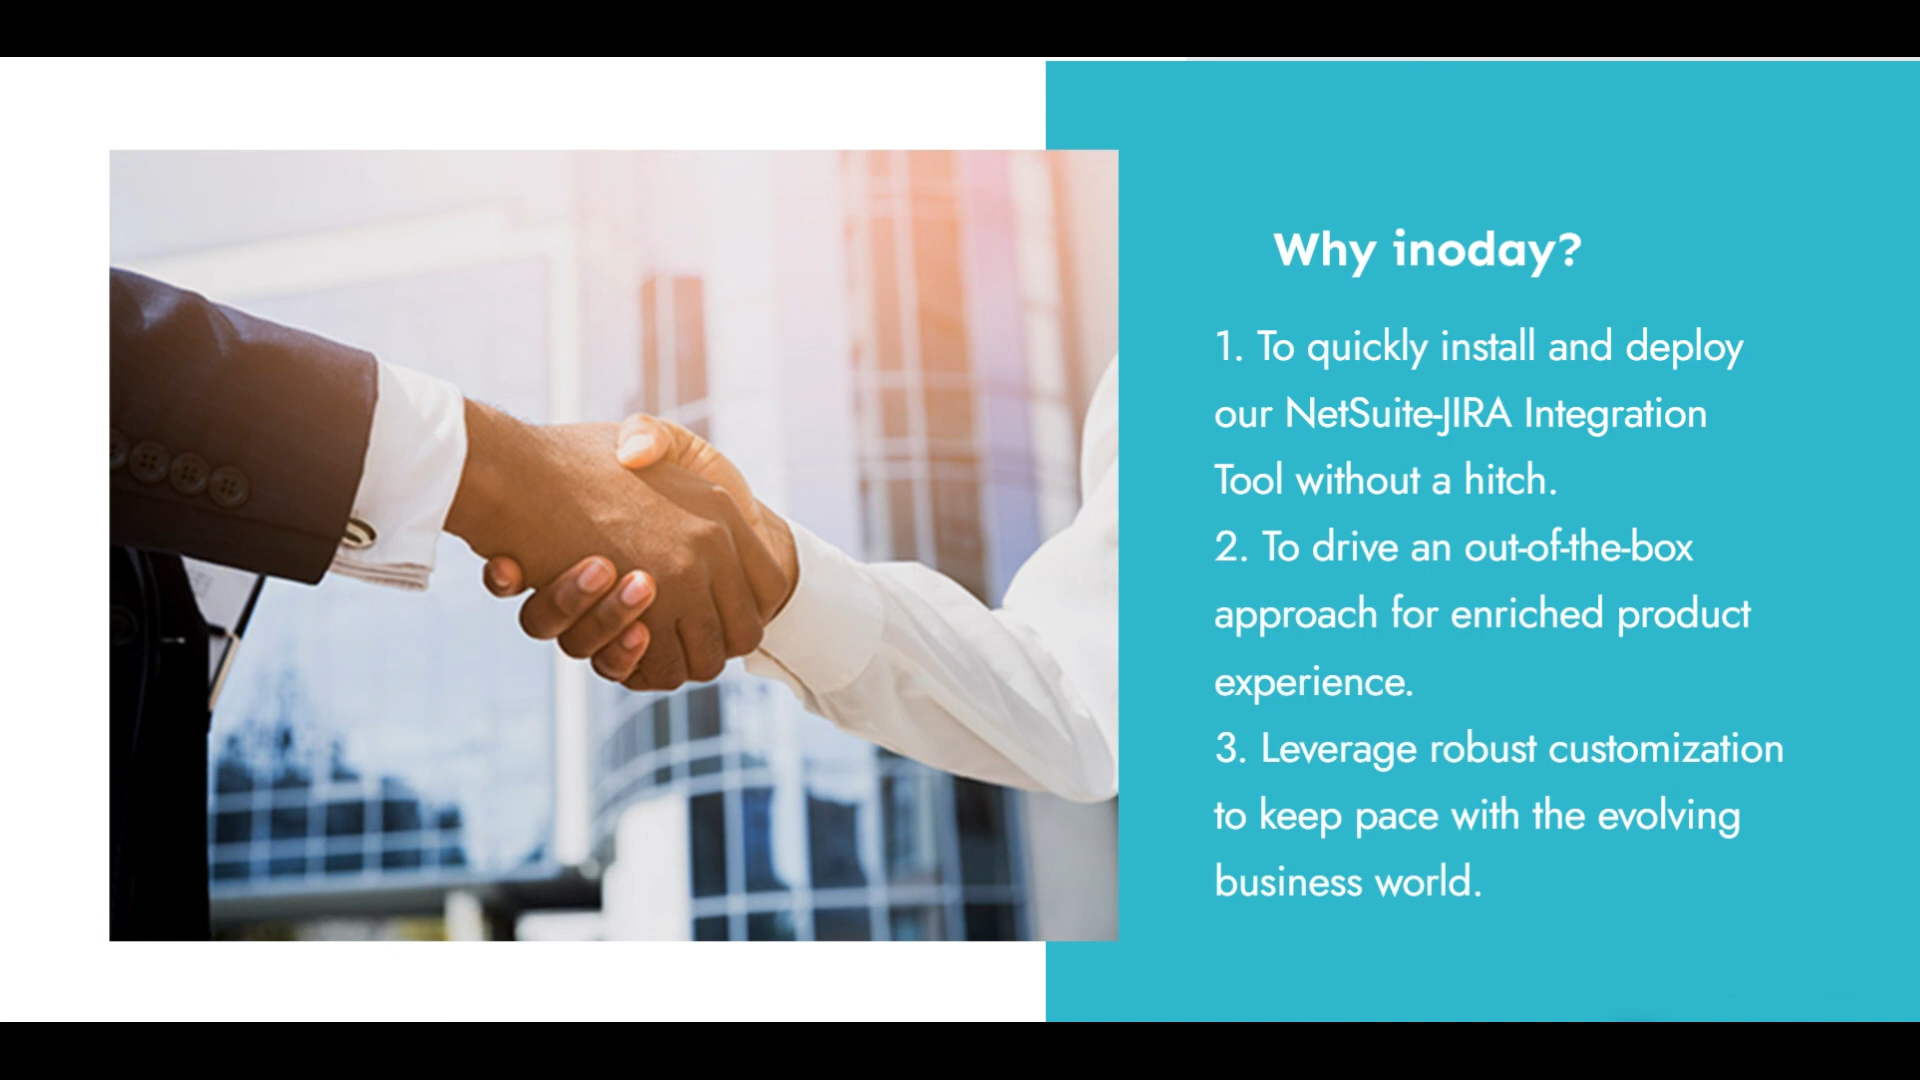 Why inoday?
1. To quickly install and deploy
our NetSuite-JIRA Integration
Tool without a hitch.
2. To drive an out-of-the-box
approach for enriched product
experience.
3. Leverage robust customization
to keep pace with the evolving
business world.